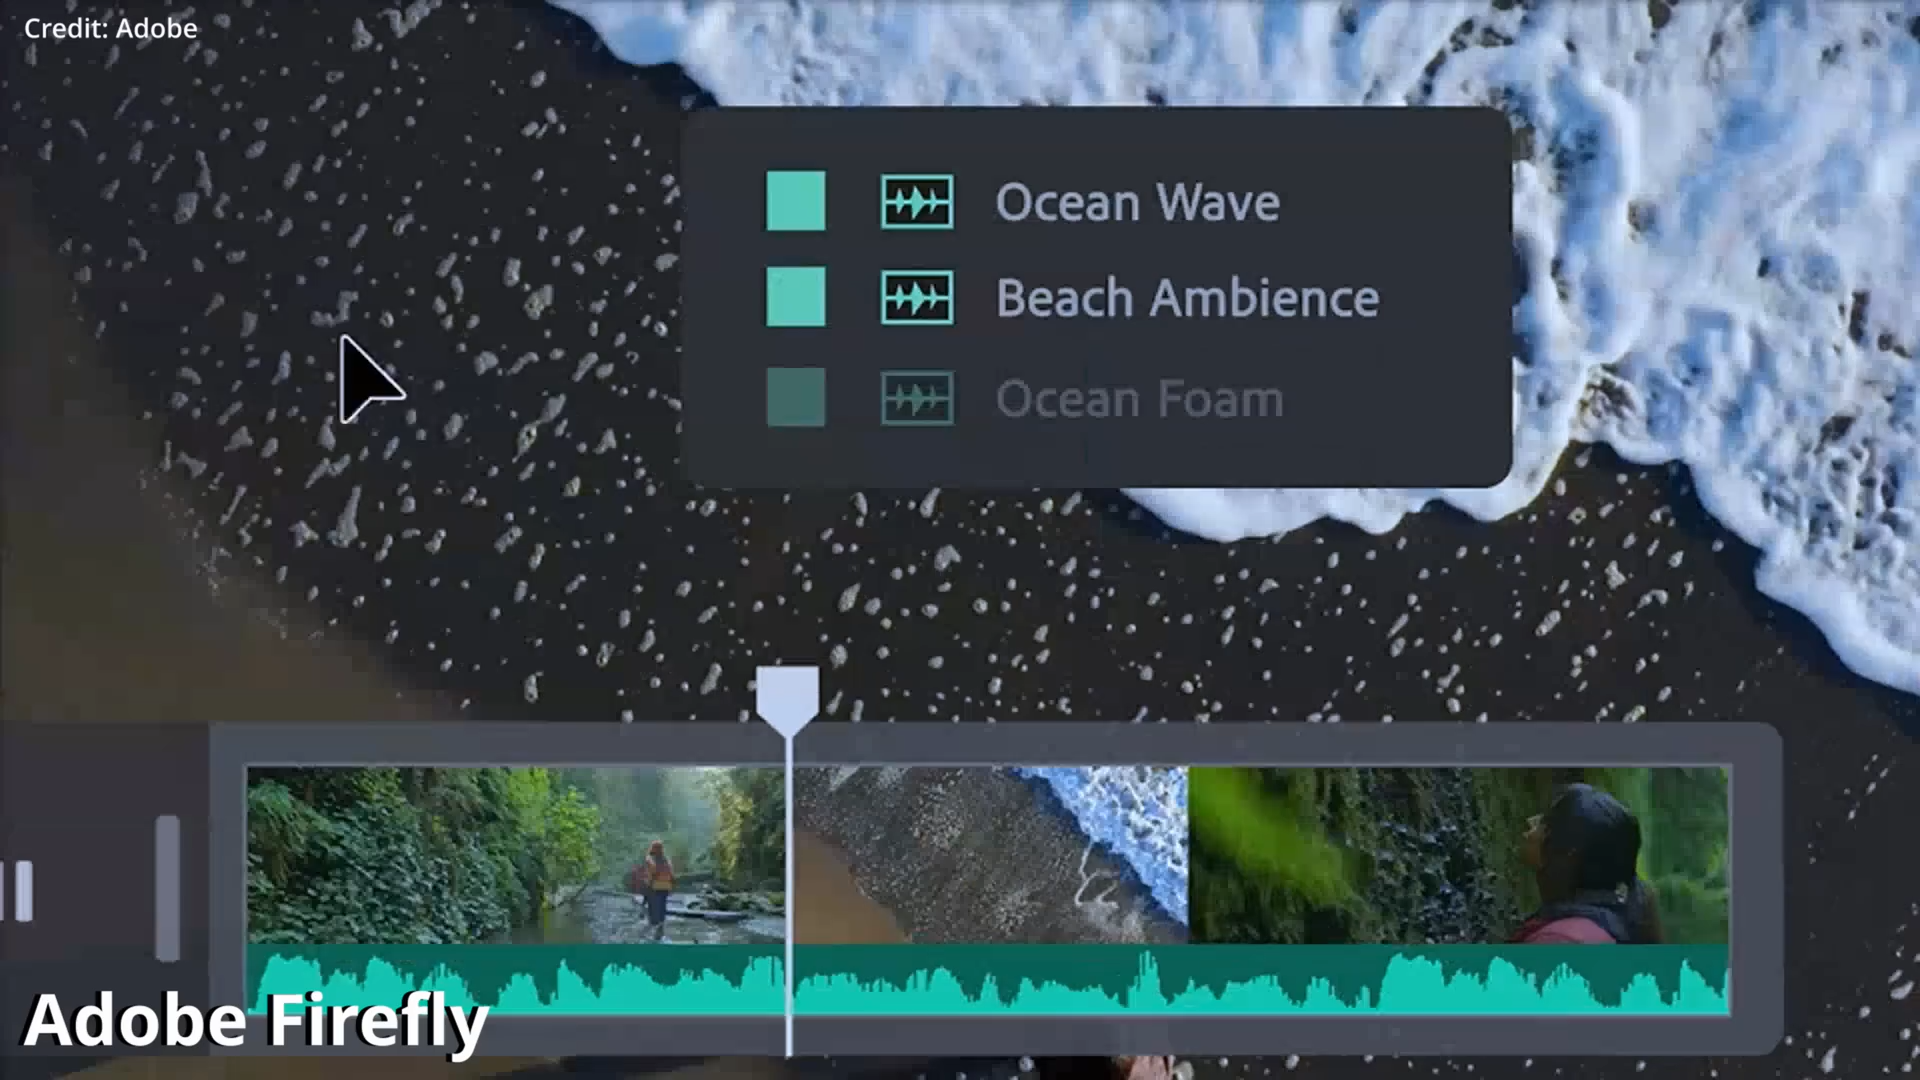 Credit: Adobe
Ocean Wave
Beach Ambience
Ocean Foam
Adobe Firefly